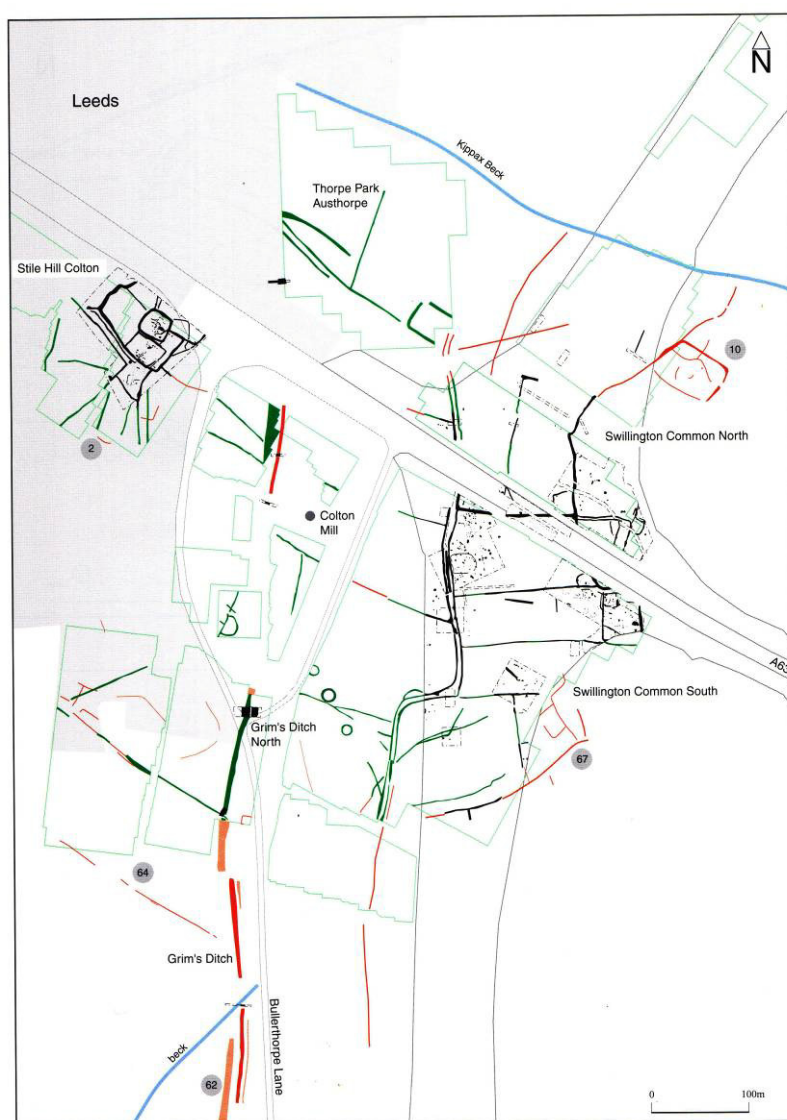 N
Leeds
Kippax Beck
Thorpe Park
Austhorpe
Stile Hill Colton
10
Swillington Common North
2
Colton
Mill
A63
Swillington Common South
Grim's Ditch
North
67
64
Grim's Ditch
Bullerthorpe Lane
beck
62
0
100m